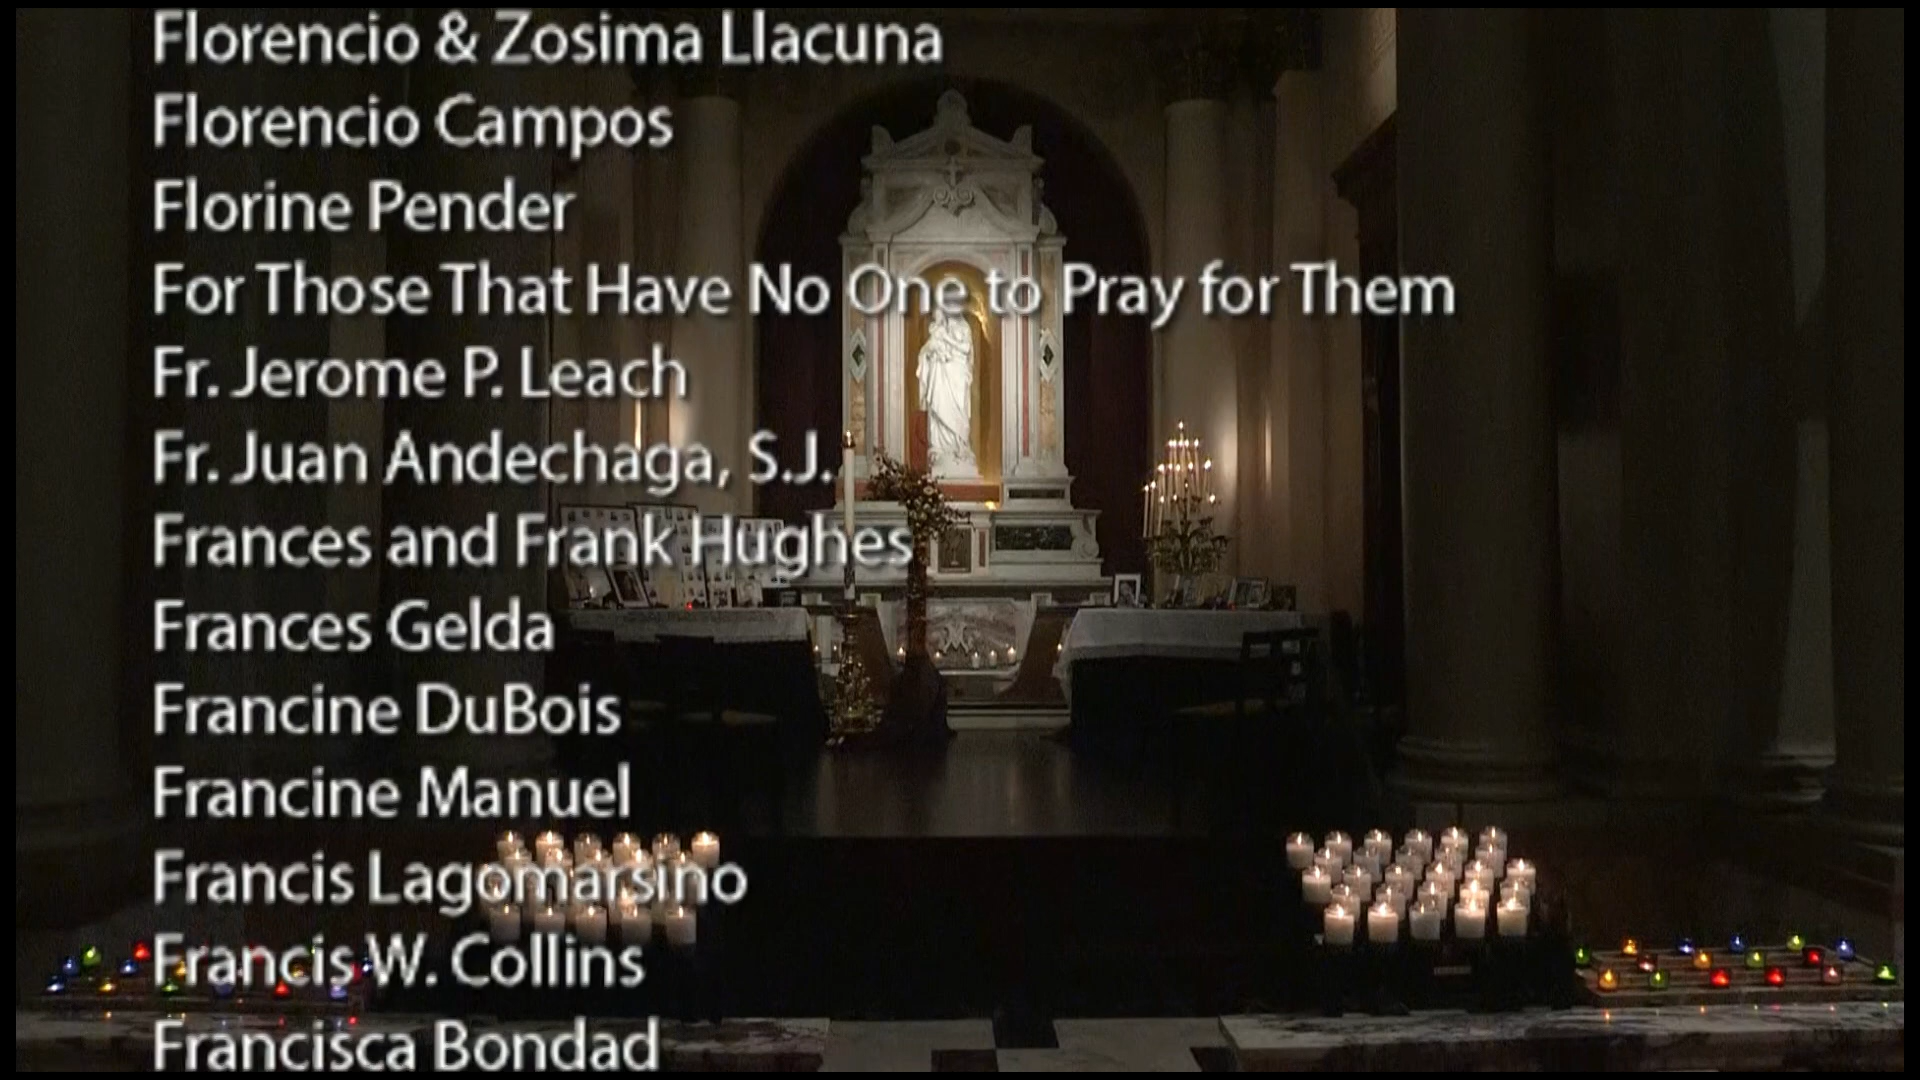 Florencio & Zosima Llacuna
Florencio Campos
Florine Pender
For Those That Have No One to Pray for Them
Fr. Jerome P. Leach
Fr. Juan Andechaga, S.J.
Frances and Frank Hughes
Frances Gelda
Francine DuBois
Francine Manuel
Francis Lagomarsino
Francis W. Collins
Francisca Bondad